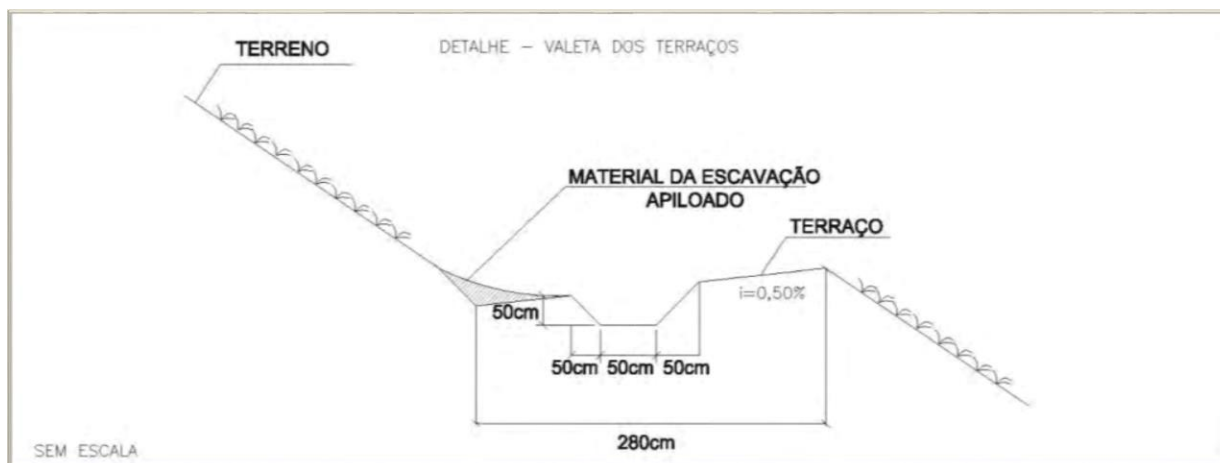 TERRENO
DETALHE – VALETA DOS TERRAÇOS
MATERIAL DA ESCAVAÇÃO
APILOADO
TERRAÇO
i=0,50%
50cm
50cm 50cm 50cm
280cm
SEM ESCALA